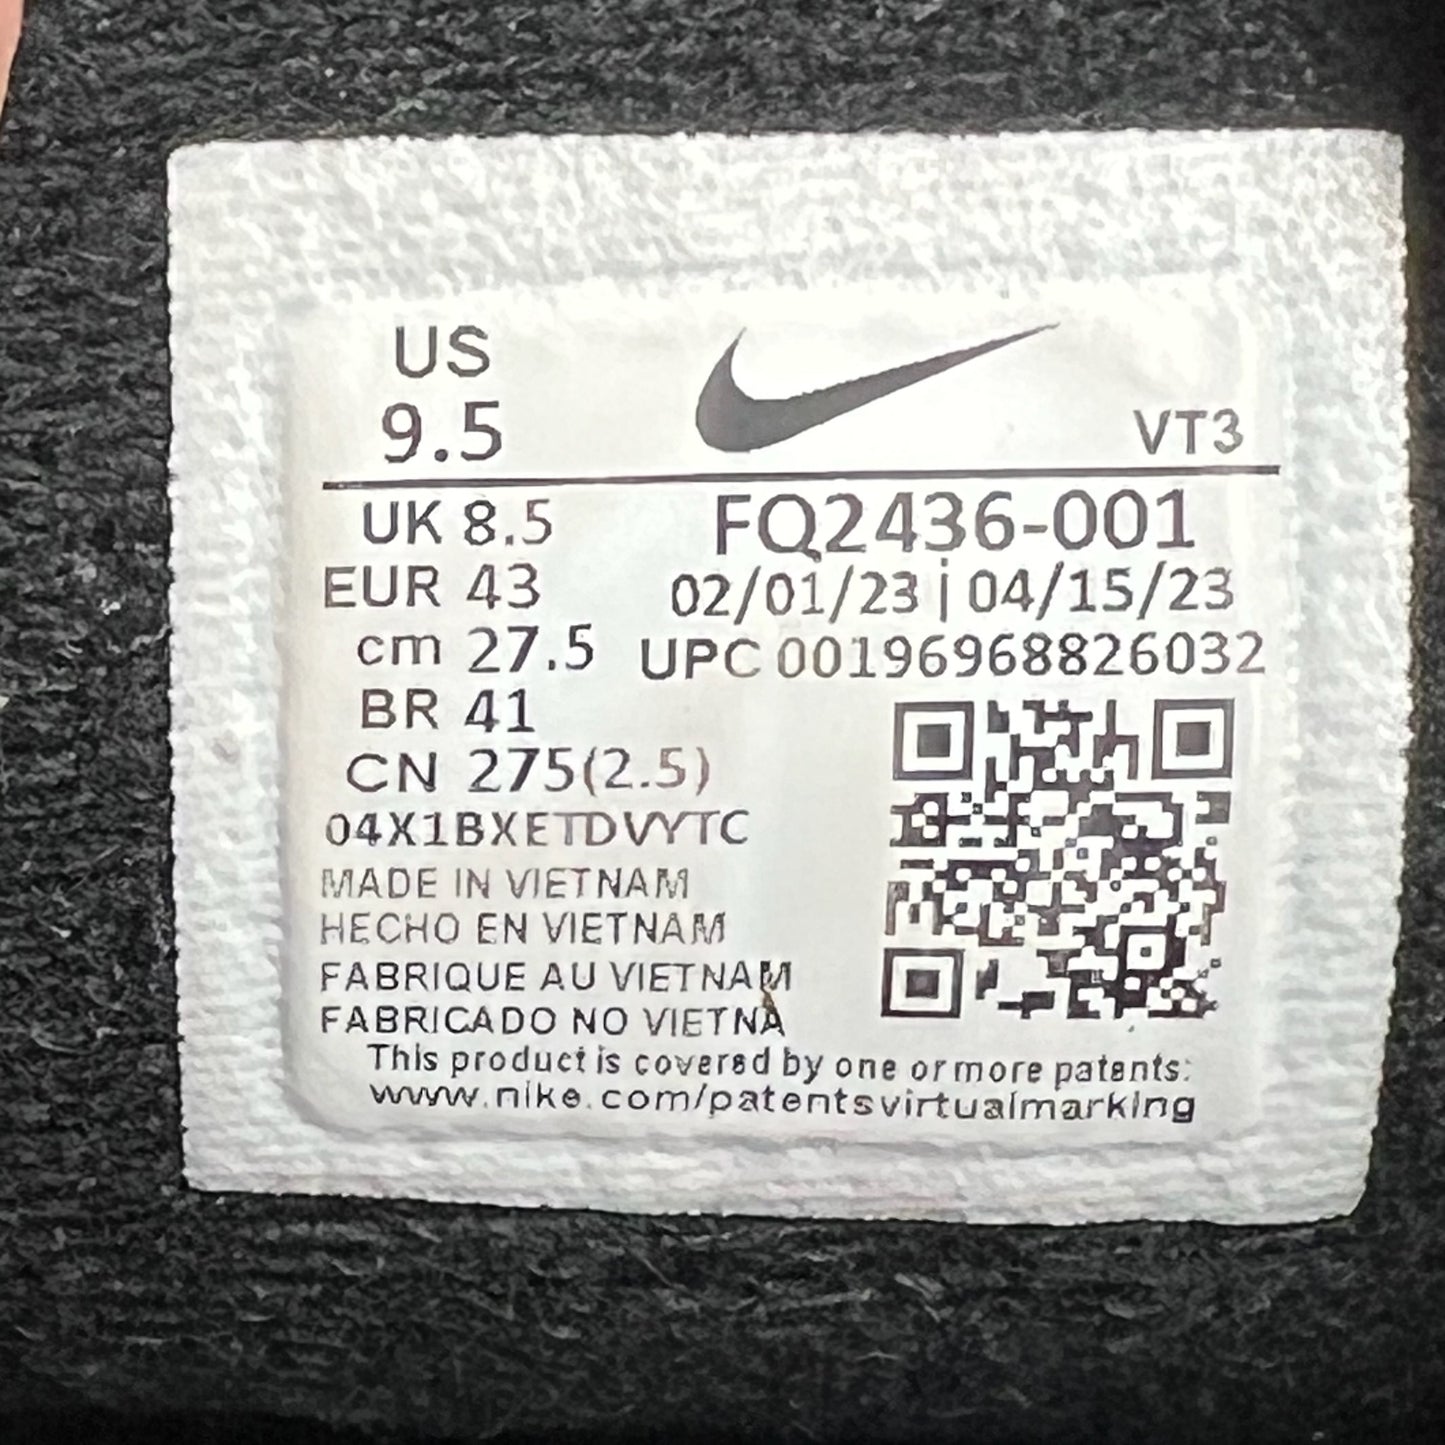 US
9.5
VT3
UK 8.5
FQ2436-001
EUR 43
02/01/23 | 04/15/23
cm 27.5
UPC 00196968826032
BR 41
CN 275(2.5)
04X1BXETDVYTC
MADE IN VIETNAM
HECHO EN VIETNAM
FABRIQUE AU VIETNAM
FABRICADO NO VIETNA
This product is covered by one or more patents:
www.nike.com/patentsvirtualmarking